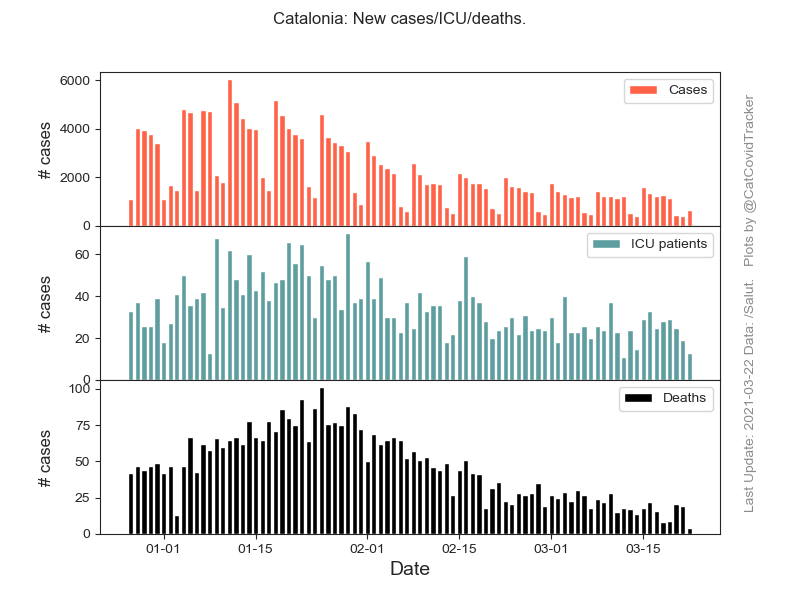 Catalonia: New cases/ICU/deaths.
6000
4000
2000
0
# cases
Cases
60
40
20
0
# cases
ICU patients
100
75
50
25
0
# cases
Deaths
01-01 01-15 02-01 02-15 03-01 03-15
Date
Last Update: 2021-03-22 Data: /Salut. Plots by @CatCovidTracker